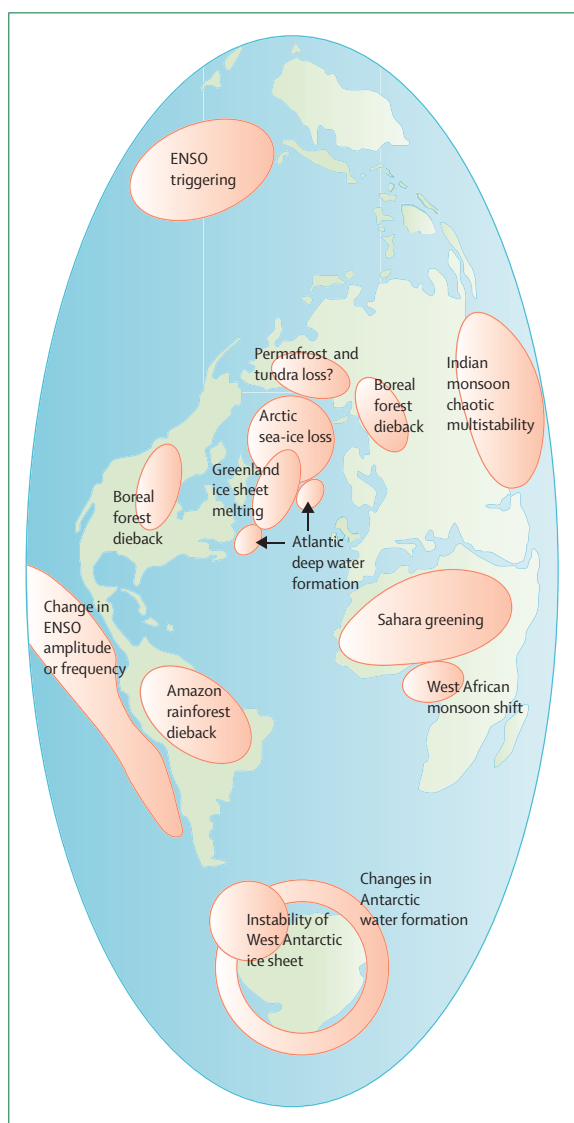 ENSO
triggering
Permafrost and
tundra loss?
Boreal
forest
dieback
Indian
monsoon
chaotic
multistability
Arctic
sea-ice loss
Greenland
ice sheet
melting
Boreal
forest
dieback
Atlantic
deep water
formation
Change in
ENSO
amplitude
or frequency
Sahara greening
West African
monsoon shift
Amazon
rainforest
dieback
Changes in
Antarctic
water formation
Instability of
West Antarctic
ice sheet